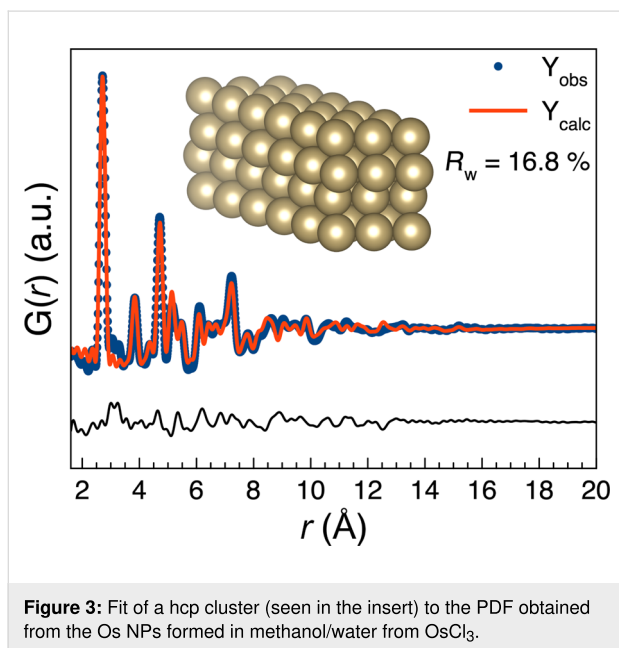 Y_obs
Y_calc
R_w = 16.8 %
G(r) (a.u.)
2 4 6 8 10 12 14 16 18 20
r (Å)
Figure 3: Fit of a hcp cluster (seen in the insert) to the PDF obtained
from the Os NPs formed in methanol/water from OsCl₃.